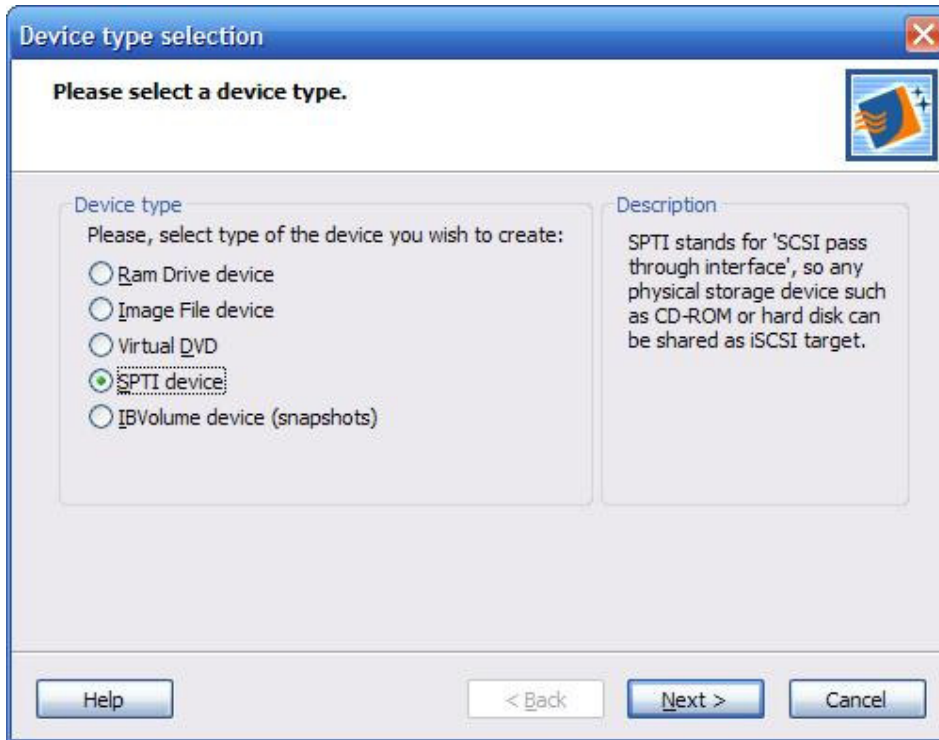 Device type selection
Please select a device type.
Device type
Please, select type of the device you wish to create:
Ram Drive device
Image File device
Virtual DVD
SPTI device
IBVolume device (snapshots)
Description
SPTI stands for 'SCSI pass
through interface', so any
physical storage device such
as CD-ROM or hard disk can
be shared as iSCSI target.
Help
< Back
Next >
Cancel